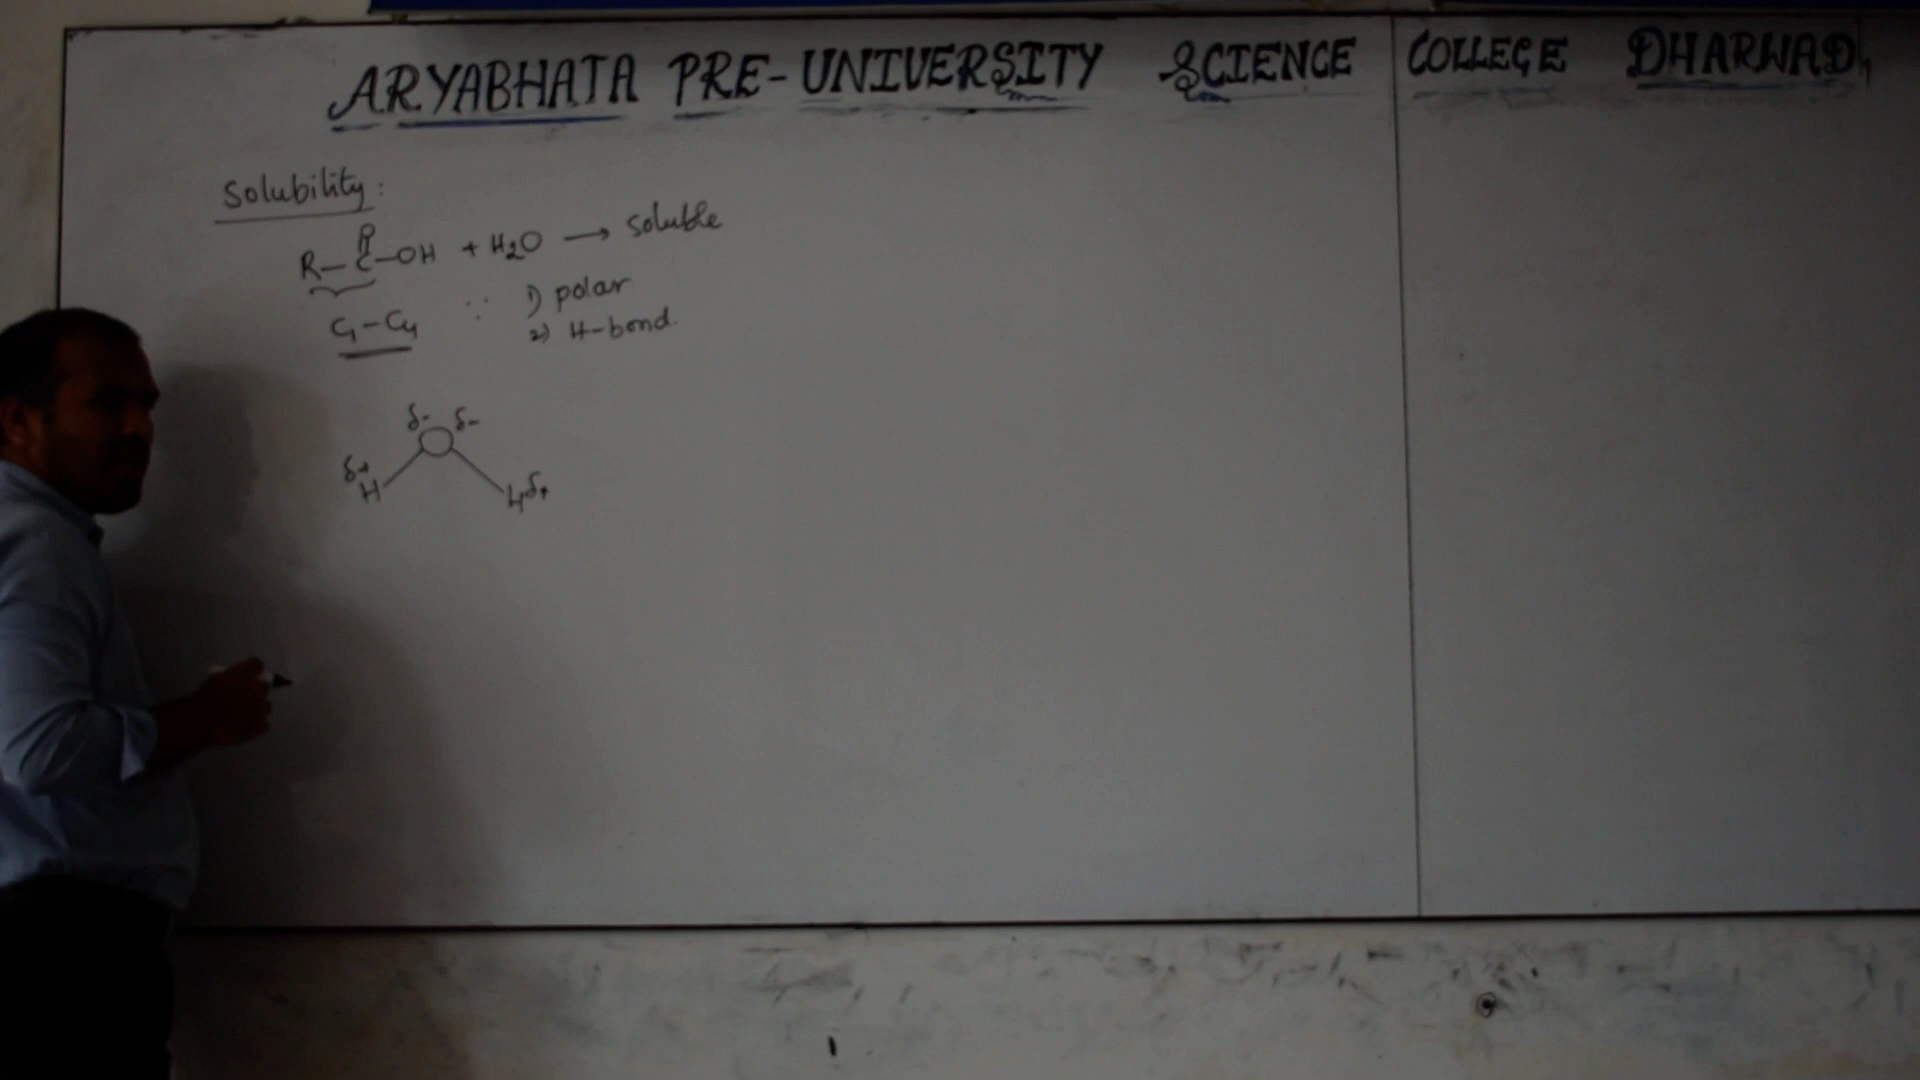 ARYABHATA PRE-UNIVERSITY SCIENCE COLLEGE DHARWAD,
Solubility:
O
R-C-OH + H₂O → soluble
C₁-C₄ ∵ 1) polar
2) H-bond.
δ- δ-
O
δ+ H H δ+